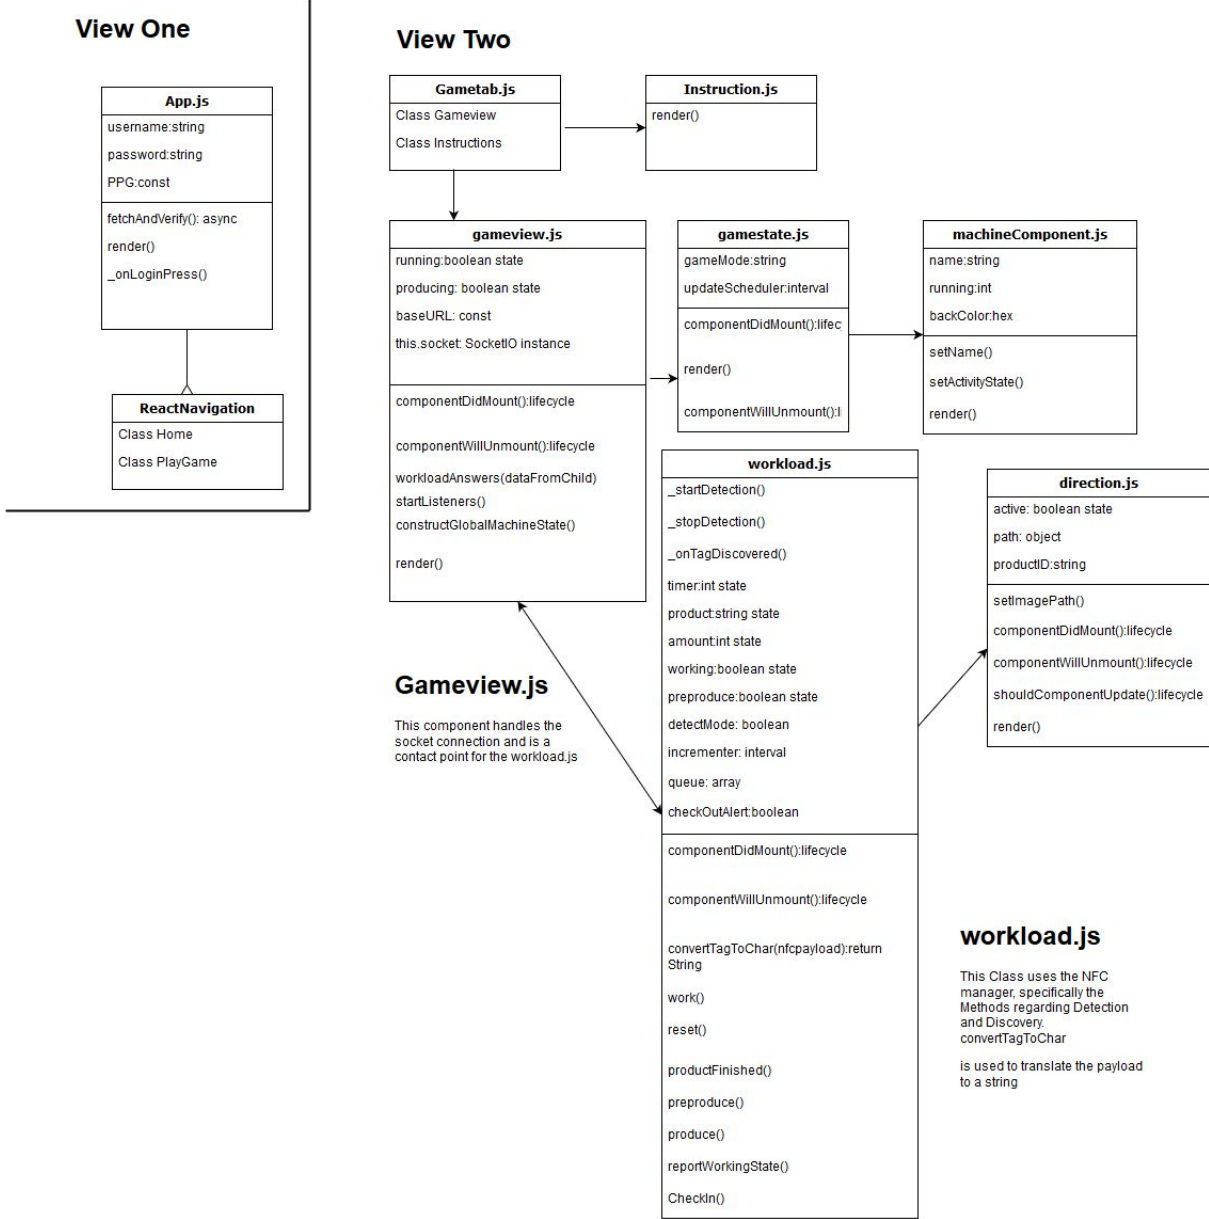 View One
App.js
username:string
password:string
PPG:const
fetchAndVerify(): async
render()
_onLoginPress()
ReactNavigation
Class Home
Class PlayGame
View Two
Gametab.js
Class Gameview
Class Instructions
Instruction.js
render()
gameview.js
running:boolean state
producing: boolean state
baseURL: const
this.socket: SocketIO instance
componentDidMount():lifecycle
componentWillUnmount():lifecycle
workloadAnswers(dataFromChild)
startListeners()
constructGlobalMachineState()
render()
gamestate.js
gameMode:string
updateScheduler:interval
componentDidMount():lifec
render()
componentWillUnmount():l
machineComponent.js
name:string
running:int
backColor:hex
setName()
setActivityState()
render()
workload.js
_startDetection()
_stopDetection()
_onTagDiscovered()
timer:int state
product:string state
amount:int state
working:boolean state
preproduce:boolean state
detectMode: boolean
incrementer: interval
queue: array
checkOutAlert:boolean
componentDidMount():lifecycle
componentWillUnmount():lifecycle
convertTagToChar(nfcpayload):return
String
work()
reset()
productFinished()
preproduce()
produce()
reportWorkingState()
CheckIn()
direction.js
active: boolean state
path: object
productID:string
setImagePath()
componentDidMount():lifecycle
componentWillUnmount():lifecycle
shouldComponentUpdate():lifecycle
render()
Gameview.js
This component handles the
socket connection and is a
contact point for the workload.js
workload.js
This Class uses the NFC
manager, specifically the
Methods regarding Detection
and Discovery.
convertTagToChar
is used to translate the payload
to a string